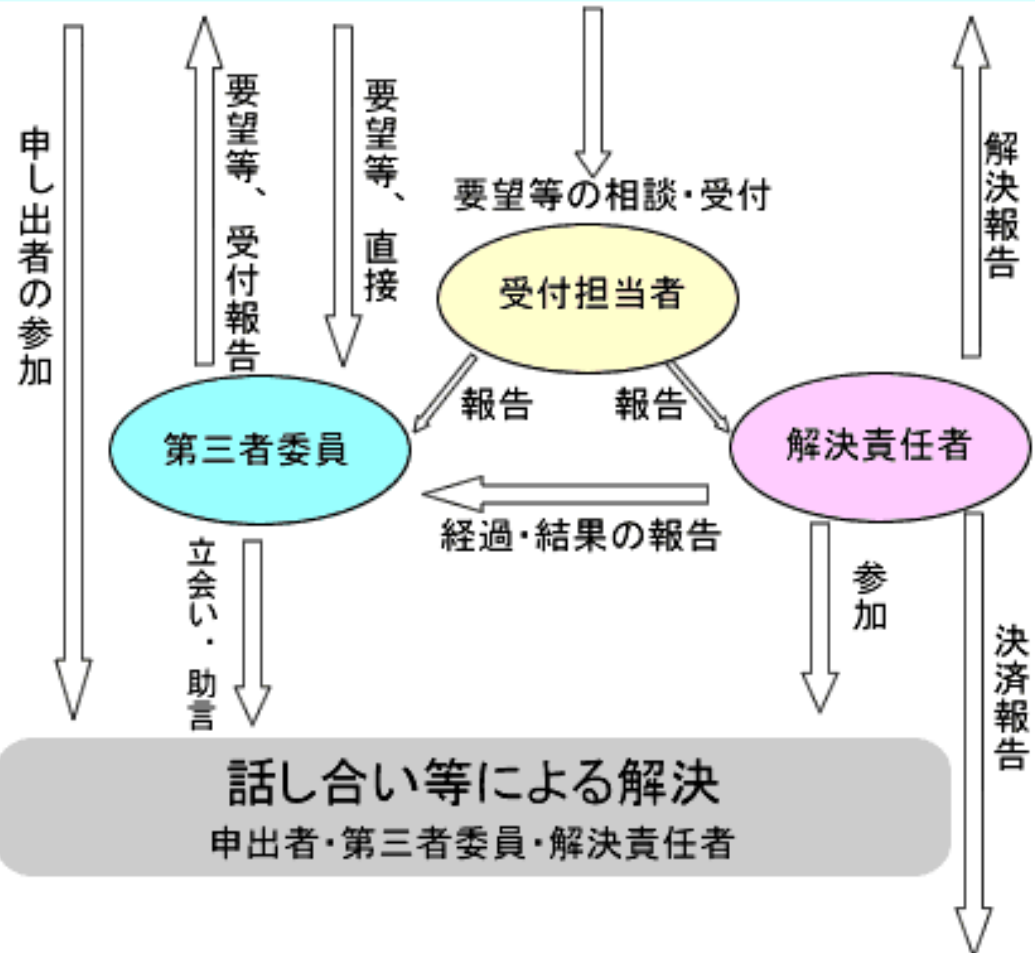 申し出者の参加
要望等、受付報告
要望等、直接
要望等の相談・受付
解決報告
受付担当者
報告
報告
第三者委員
解決責任者
経過・結果の報告
立会い・助言
参加
決済報告
話し合い等による解決
申出者・第三者委員・解決責任者